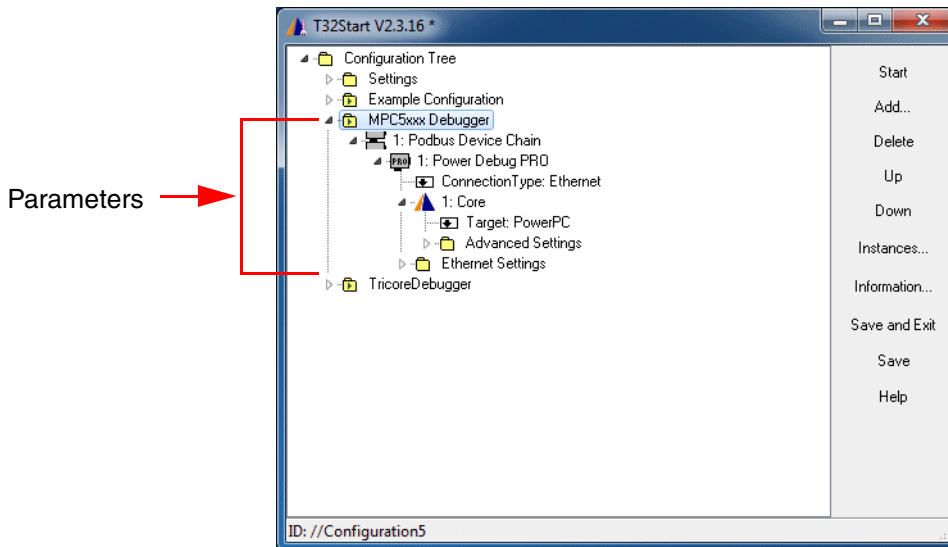 T32Start V2.3.16 *
Configuration Tree
Settings
Example Configuration
MPC5xxx Debugger
1: Podbus Device Chain
PRO 1: Power Debug PRO
ConnectionType: Ethernet
1: Core
Target: PowerPC
Advanced Settings
Ethernet Settings
TricoreDebugger
Parameters
Start
Add...
Delete
Up
Down
Instances...
Information...
Save and Exit
Save
Help
ID: //Configuration5